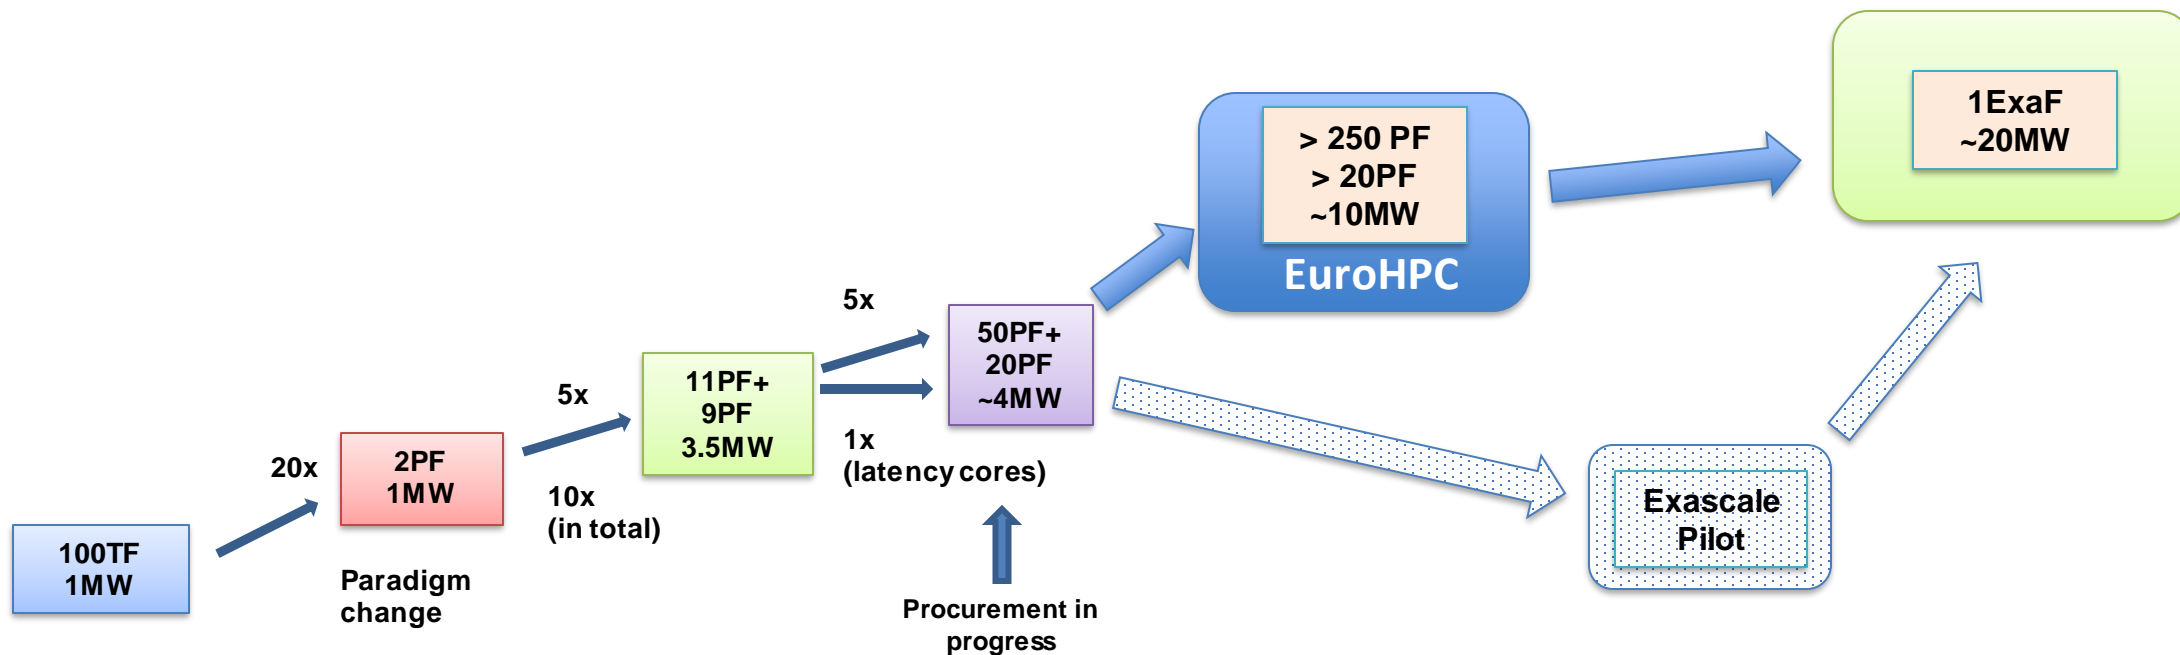 100TF
1MW
20x
2PF
1MW
Paradigm
change
5x
10x
(in total)
11PF+
9PF
3.5MW
5x
1x
(latency cores)
50PF+
20PF
~4MW
Procurement in
progress
> 250 PF
> 20PF
~10MW
EuroHPC
Exascale
Pilot
1ExaF
~20MW